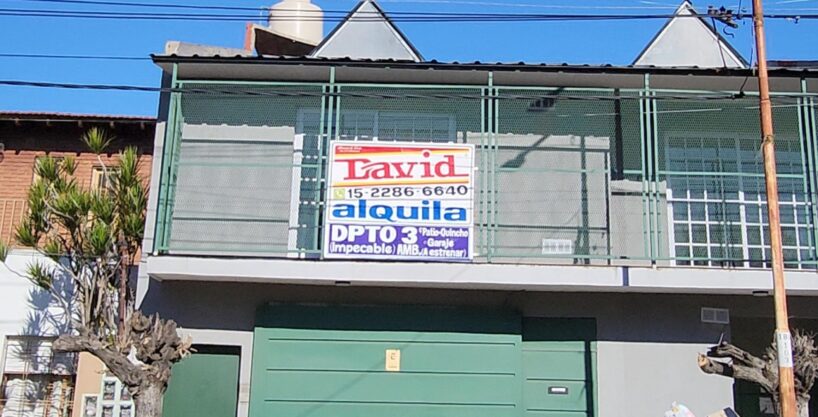 David
15-2286-6640
alquila
DPTO 3 •Patio-Quincho
-Garaje
(impecable) AMB. (A estrenar)